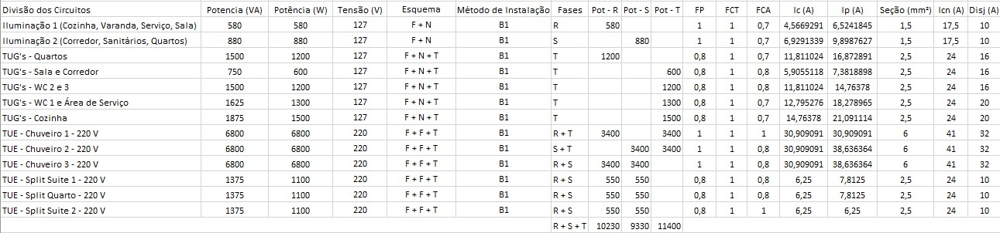 Divisão dos Circuitos Potencia (VA) Potência (W) Tensão (V) Esquema Método de Instalação Fases Pot - R Pot - S Pot - T FP FCT FCA Ic (A) Ip (A) Seção (mm²) Icn (A) Disj (A)
Iluminação 1 (Cozinha, Varanda, Serviço, Sala) 580 580 127 F + N B1 R 580 1 1 0,7 4,5669291 6,5241845 1,5 17,5 10
Iluminação 2 (Corredor, Sanitários, Quartos) 880 880 127 F + N B1 S 880 1 1 0,7 6,9291339 9,8987627 1,5 17,5 10
TUG's - Quartos 1500 1200 127 F + N + T B1 T 1200 0,8 1 0,7 11,811024 16,872891 2,5 24 16
TUG's - Sala e Corredor 750 600 127 F + N + T B1 T 600 0,8 1 0,8 5,9055118 7,3818898 2,5 24 16
TUG's - WC 2 e 3 1500 1200 127 F + N + T B1 T 1200 0,8 1 0,8 11,811024 14,76378 2,5 24 16
TUG's - WC 1 e Área de Serviço 1625 1300 127 F + N + T B1 T 1300 0,8 1 0,7 12,795276 18,278965 2,5 24 20
TUG's - Cozinha 1875 1500 127 F + N + T B1 T 1500 0,8 1 0,7 14,76378 21,091114 2,5 24 20
TUE - Chuveiro 1 - 220 V 6800 6800 220 F + F + T B1 R + T 3400 3400 1 1 1 30,909091 30,909091 6 41 32
TUE - Chuveiro 2 - 220 V 6800 6800 220 F + F + T B1 S + T 3400 3400 1 1 0,8 30,909091 38,636364 6 41 32
TUE - Chuveiro 3 - 220 V 6800 6800 220 F + F + T B1 R + S 3400 3400 1 1 0,8 30,909091 38,636364 6 41 32
TUE - Split Suite 1 - 220 V 1375 1100 220 F + F + T B1 R + S 550 550 0,8 1 0,8 6,25 7,8125 2,5 24 10
TUE - Split Quarto - 220 V 1375 1100 220 F + F + T B1 R + S 550 550 0,8 1 0,8 6,25 7,8125 2,5 24 10
TUE - Split Suite 2 - 220 V 1375 1100 220 F + F + T B1 R + S 550 550 0,8 1 1 6,25 6,25 2,5 24 10
R + S + T 10230 9330 11400